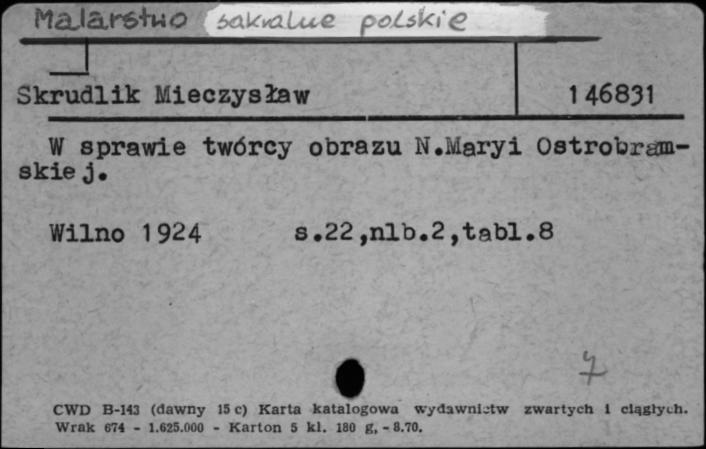 Malarstwo sakralne polskie
Skrudlik Mieczysław 146831
W sprawie twórcy obrazu N.Maryi Ostrobram-
skiej.
Wilno 1924 s.22,nlb.2,tabl.8
CWD B-143 (dawny 15 c) Karta katalogowa wydawnictw zwartych i ciągłych.
Wrak 674 - 1.625.000 - Karton 5 kl. 180 g, - 8.70.